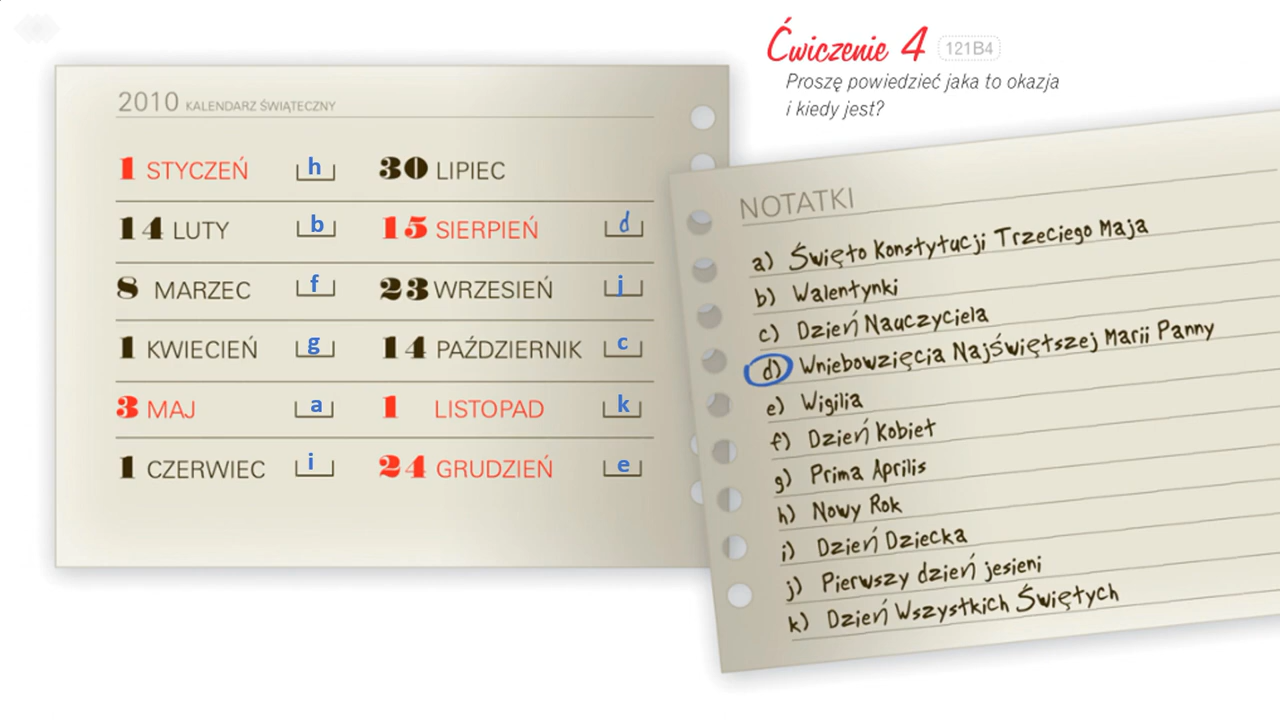 Ćwiczenie 4 121B4
Proszę powiedzieć jaka to okazja
i kiedy jest?
2010 KALENDARZ ŚWIĄTECZNY
1 STYCZEŃ h
14 LUTY b
8 MARZEC f
1 KWIECIEŃ g
3 MAJ a
1 CZERWIEC i
30 LIPIEC
15 SIERPIEŃ d
23 WRZESIEŃ j
14 PAŹDZIERNIK c
1 LISTOPAD k
24 GRUDZIEŃ e
NOTATKI
a) Święto Konstytucji Trzeciego Maja
b) Walentynki
c) Dzień Nauczyciela
d) Wniebowzięcia Najświętszej Marii Panny
e) Wigilia
f) Dzień Kobiet
g) Prima Aprilis
h) Nowy Rok
i) Dzień Dziecka
j) Pierwszy dzień jesieni
k) Dzień Wszystkich Świętych